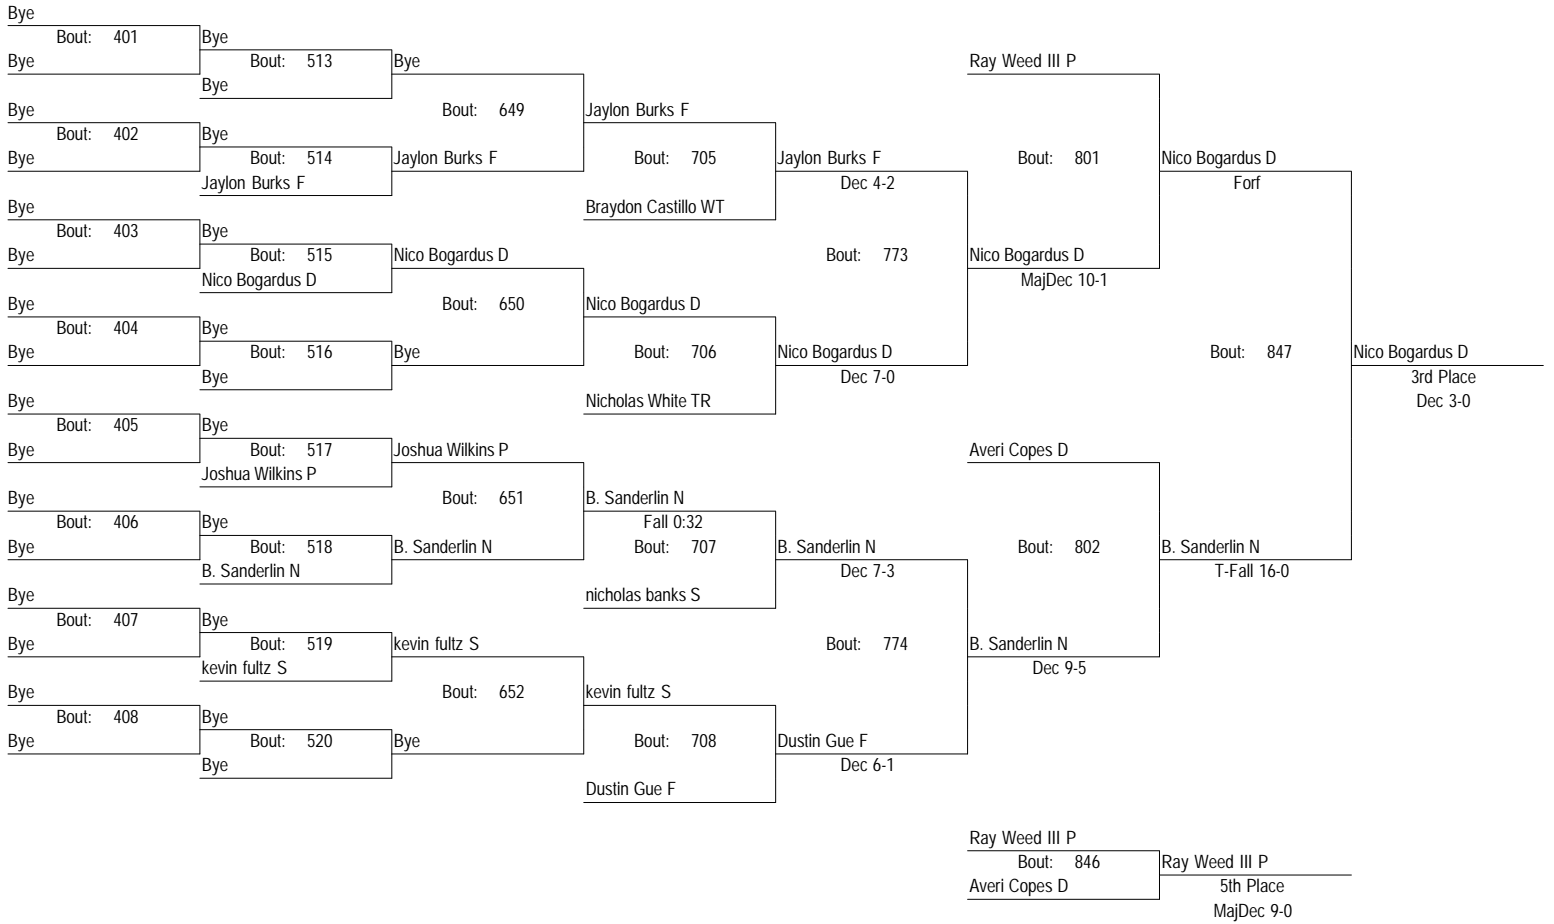 Bye
Bout: 401 Bye
Bye Bout: 513 Bye Ray Weed III P
Bye
Bye Bout: 649 Jaylon Burks F
Bout: 402 Bye
Bye Bout: 514 Jaylon Burks F Bout: 705 Jaylon Burks F Bout: 801 Nico Bogardus D
Jaylon Burks F Dec 4-2 Forf
Bye Braydon Castillo WT
Bout: 403 Bye
Bye Bout: 515 Nico Bogardus D Bout: 773 Nico Bogardus D
Nico Bogardus D MajDec 10-1
Bye Bout: 650 Nico Bogardus D
Bout: 404 Bye
Bye Bout: 516 Bye Bout: 706 Nico Bogardus D Bout: 847 Nico Bogardus D
Bye Dec 7-0 3rd Place
Bye Nicholas White TR Dec 3-0
Bout: 405 Bye
Bye Bout: 517 Joshua Wilkins P Averi Copes D
Joshua Wilkins P
Bye Bout: 651 B. Sanderlin N
Bout: 406 Bye Fall 0:32
Bye Bout: 518 B. Sanderlin N Bout: 707 B. Sanderlin N Bout: 802 B. Sanderlin N
B. Sanderlin N Dec 7-3 T-Fall 16-0
Bye nicholas banks S
Bout: 407 Bye
Bye Bout: 519 kevin fultz S Bout: 774 B. Sanderlin N
kevin fultz S Dec 9-5
Bye Bout: 652 kevin fultz S
Bout: 408 Bye
Bye Bout: 520 Bye Bout: 708 Dustin Gue F
Bye Dec 6-1
Dustin Gue F
Ray Weed III P
Bout: 846 Ray Weed III P
Averi Copes D 5th Place
MajDec 9-0